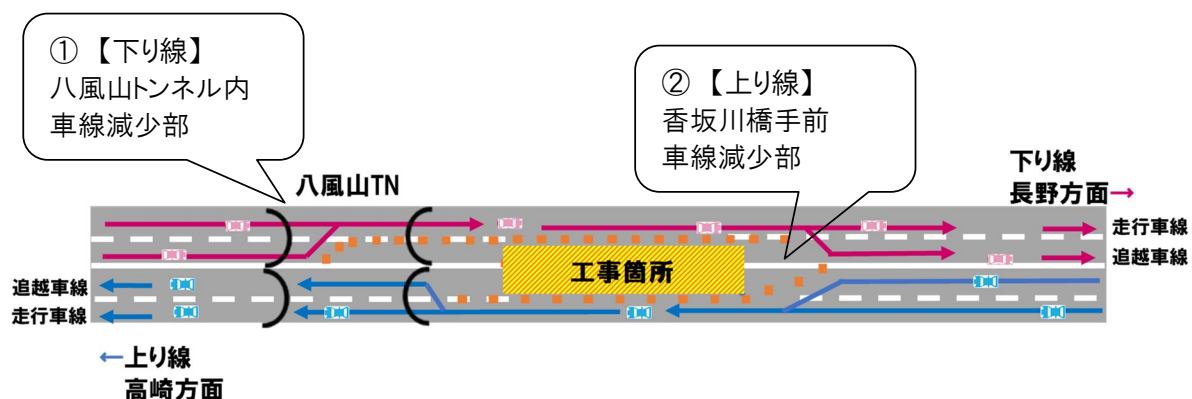 ① 【下り線】
八風山トンネル内
車線減少部
② 【上り線】
香坂川橋手前
車線減少部
八風山TN
下り線
長野方面→
走行車線
追越車線
工事箇所
追越車線
走行車線
←上り線
高崎方面